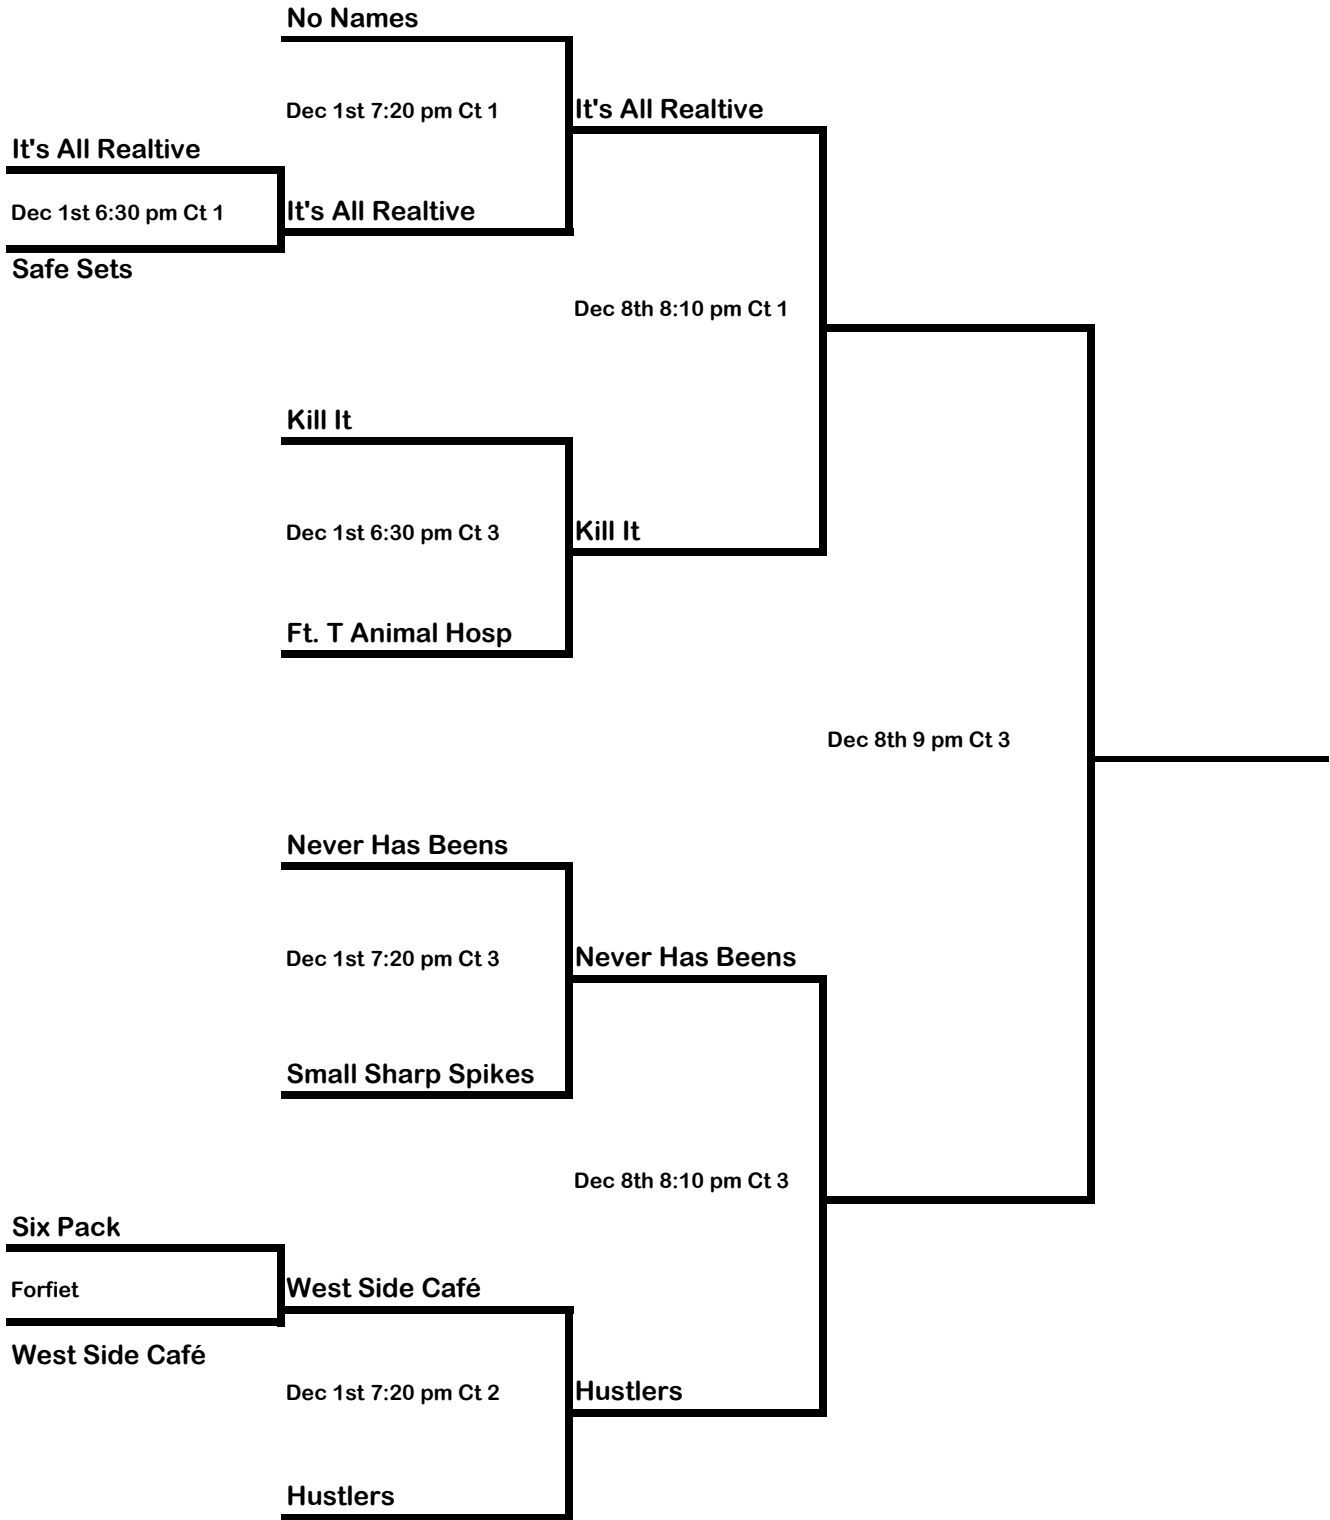 No Names
Dec 1st 7:20 pm Ct 1
It's All Realtive
It's All Realtive
Dec 1st 6:30 pm Ct 1
It's All Realtive
Safe Sets
Dec 8th 8:10 pm Ct 1
Kill It
Dec 1st 6:30 pm Ct 3
Kill It
Ft. T Animal Hosp
Dec 8th 9 pm Ct 3
Never Has Beens
Dec 1st 7:20 pm Ct 3
Never Has Beens
Small Sharp Spikes
Dec 8th 8:10 pm Ct 3
Six Pack
Forfiet
West Side Café
West Side Café
Dec 1st 7:20 pm Ct 2
Hustlers
Hustlers